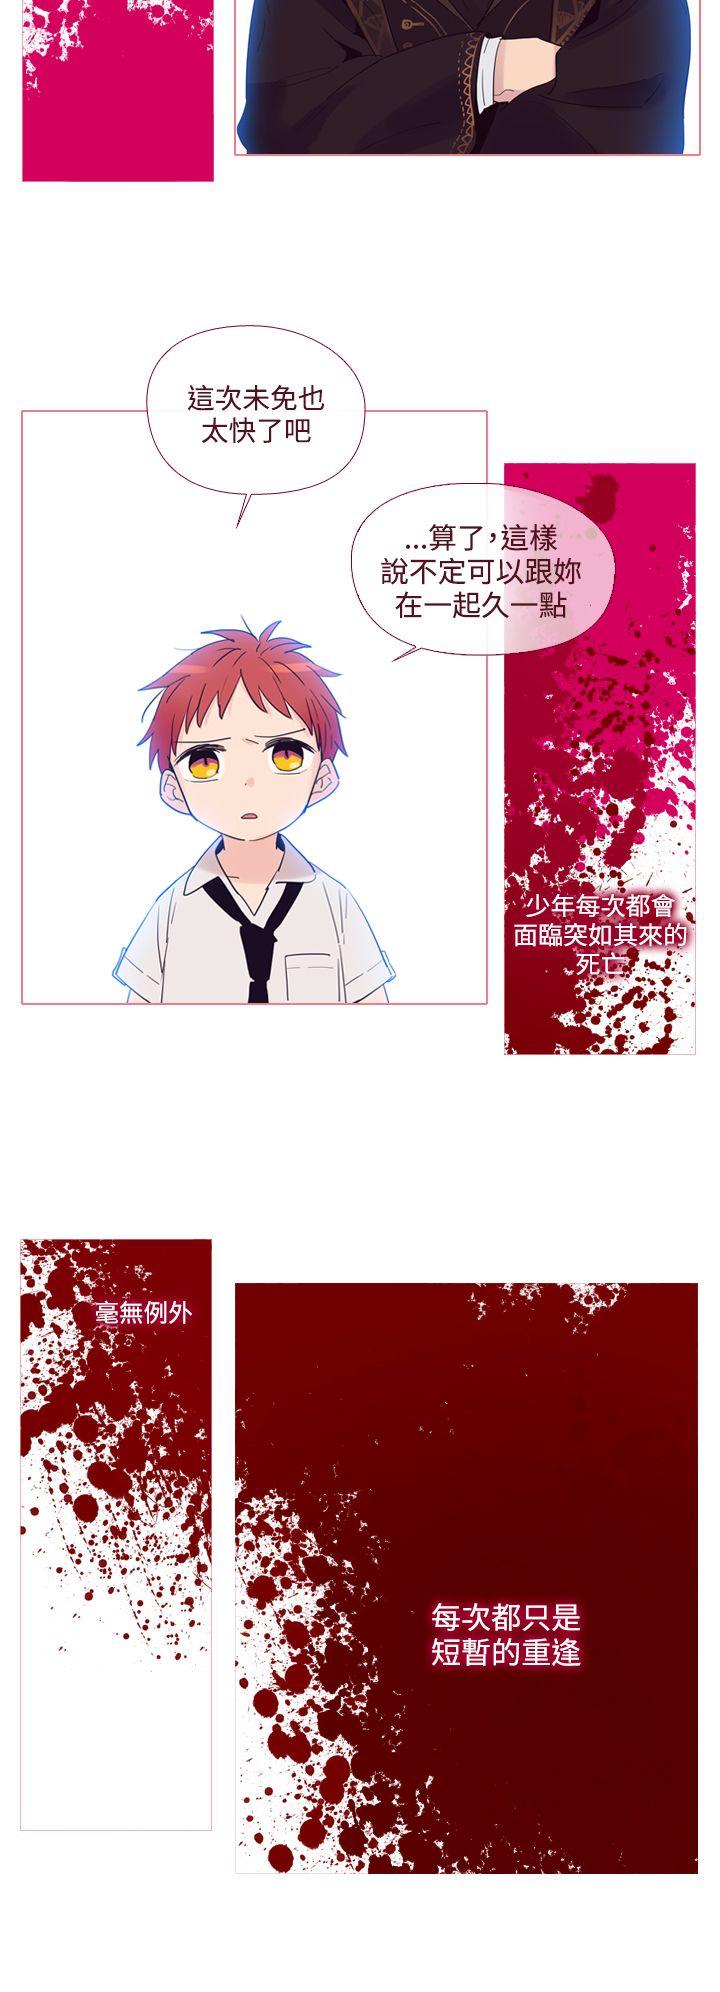 這次未免也
太快了吧
...算了，這樣
說不定可以跟妳
在一起久一點
少年每次都會
面臨突如其來的
死亡
毫無例外
每次都只是
短暫的重逢